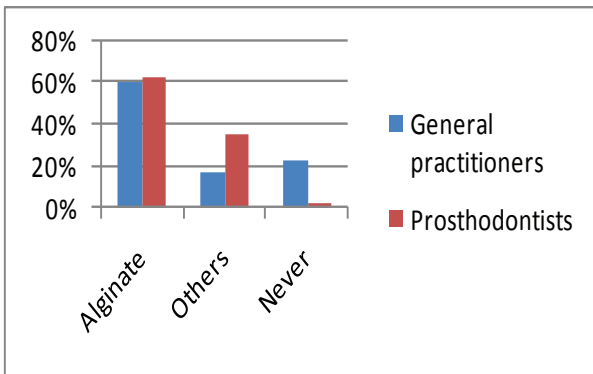 80%
60%
40%
20%
0%
Alginate
Others
Never
General
practitioners
Prosthodontists